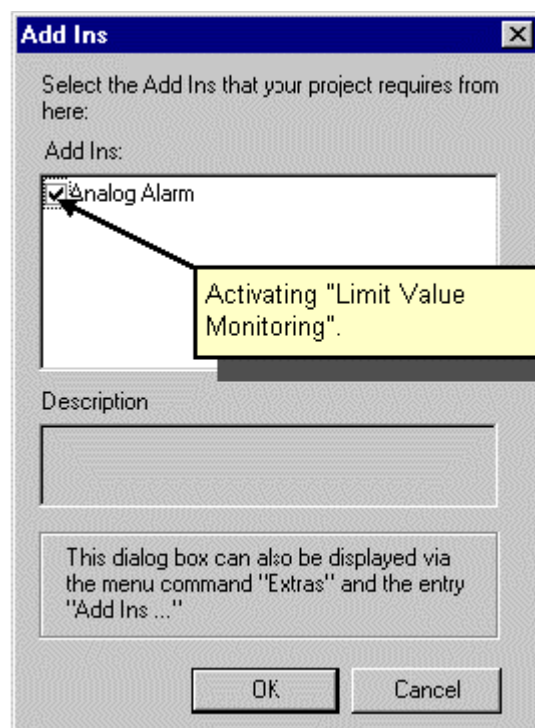 Add Ins
Select the Add Ins that your project requires from
here:
Add Ins:
Analog Alarm
Activating "Limit Value
Monitoring".
Description
This dialog box can also be displayed via
the menu command "Extras" and the entry
"Add Ins ..."
OK
Cancel